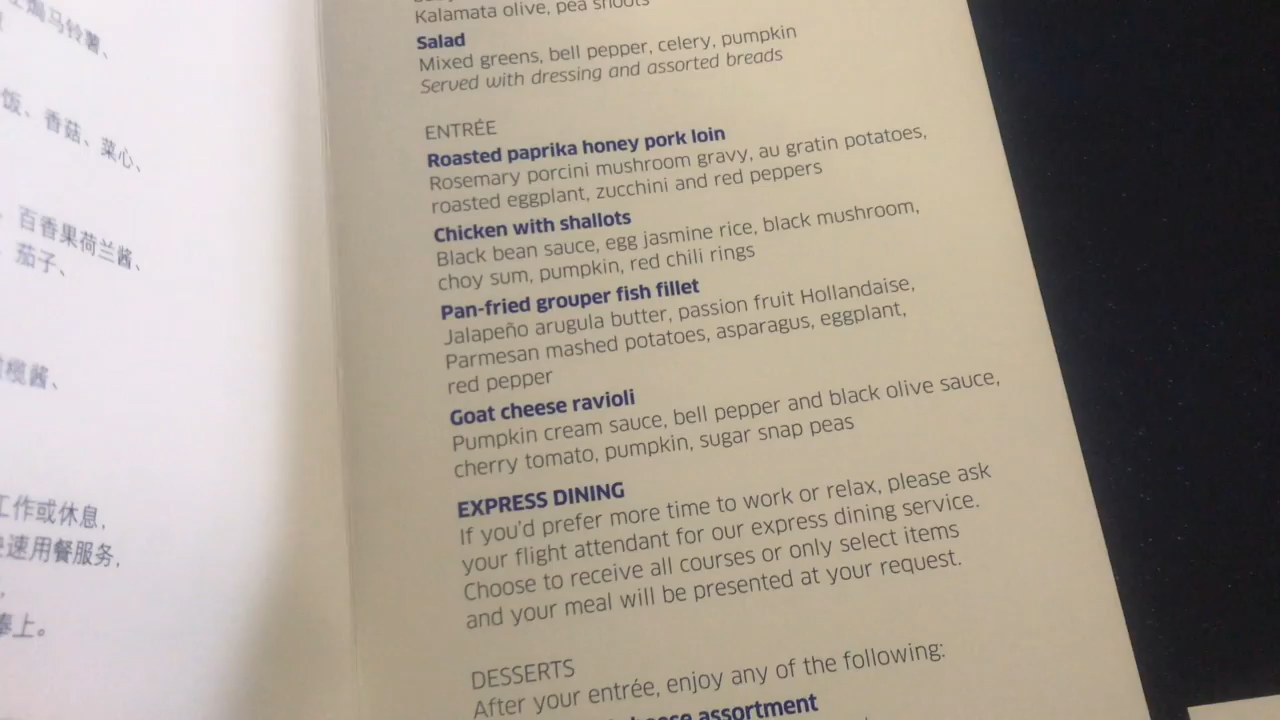 焗马铃薯、
饭、香菇、菜心、
百香果荷兰酱、
茄子、
榄酱、
工作或休息，
速用餐服务，
奉上。
Kalamata olive, pea shoots
Salad
Mixed greens, bell pepper, celery, pumpkin
Served with dressing and assorted breads
ENTRÉE
Roasted paprika honey pork loin
Rosemary porcini mushroom gravy, au gratin potatoes,
roasted eggplant, zucchini and red peppers
Chicken with shallots
Black bean sauce, egg jasmine rice, black mushroom,
choy sum, pumpkin, red chili rings
Pan-fried grouper fish fillet
Jalapeño arugula butter, passion fruit Hollandaise,
Parmesan mashed potatoes, asparagus, eggplant,
red pepper
Goat cheese ravioli
Pumpkin cream sauce, bell pepper and black olive sauce,
cherry tomato, pumpkin, sugar snap peas
EXPRESS DINING
If you'd prefer more time to work or relax, please ask
your flight attendant for our express dining service.
Choose to receive all courses or only select items
and your meal will be presented at your request.
DESSERTS
After your entrée, enjoy any of the following:
assortment